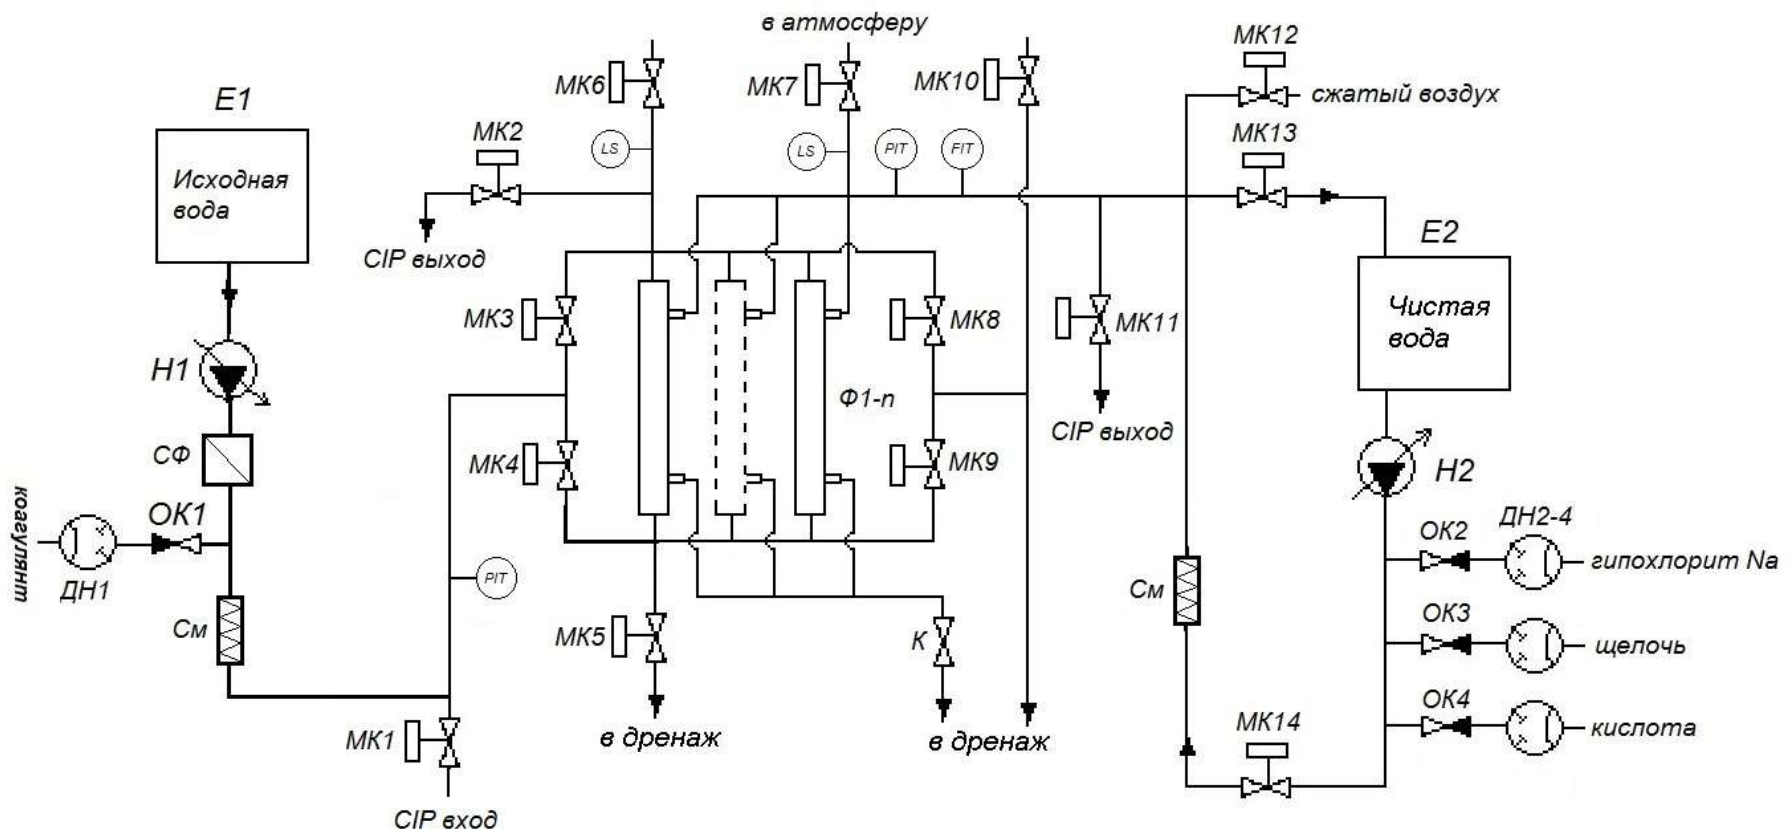 в атмосферу
МК12
МК6
МК7
МК10
сжатый воздух
Е1
МК2
LS
LS
PIT
FIT
МК13
Исходная
вода
CIP выход
Е2
МК3
МК8
МК11
Чистая
вода
Н1
Ф1-n
CIP выход
СФ
МК4
МК9
Н2
коагулянт
ОК1
ДН1
PIT
ОК2
ДН2-4
гипохлорит Na
См
См
МК5
К
ОК3
щелочь
МК1
в дренаж
в дренаж
МК14
ОК4
кислота
CIP вход